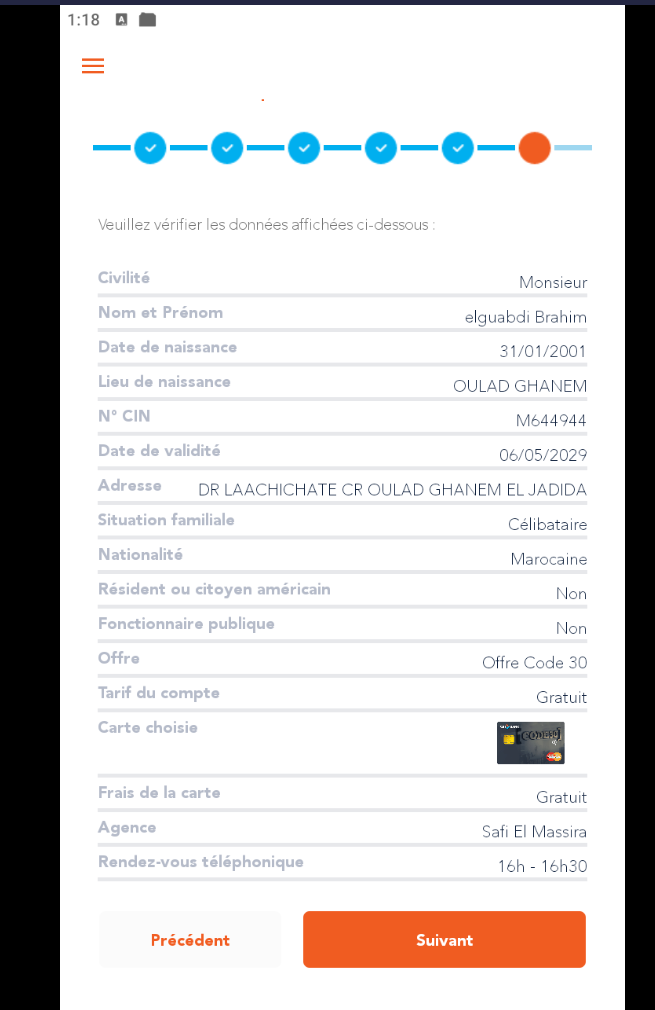 1:18
Veuillez vérifier les données affichées ci-dessous :
Civilité Monsieur
Nom et Prénom elguabdi Brahim
Date de naissance 31/01/2001
Lieu de naissance OULAD GHANEM
N° CIN M644944
Date de validité 06/05/2029
Adresse DR LAACHICHATE CR OULAD GHANEM EL JADIDA
Situation familiale Célibataire
Nationalité Marocaine
Résident ou citoyen américain Non
Fonctionnaire publique Non
Offre Offre Code 30
Tarif du compte Gratuit
Carte choisie
Frais de la carte Gratuit
Agence Safi El Massira
Rendez-vous téléphonique 16h - 16h30
Précédent Suivant